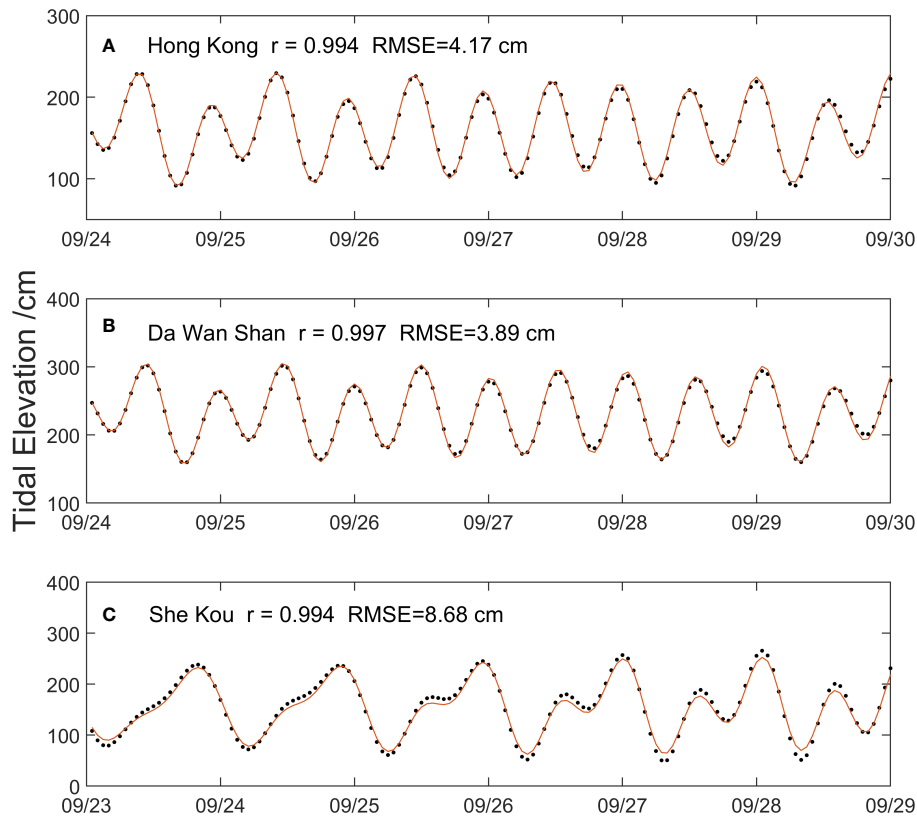 Tidal Elevation /cm
300
A Hong Kong r = 0.994 RMSE=4.17 cm
200
100
09/24 09/25 09/26 09/27 09/28 09/29 09/30
400
B Da Wan Shan r = 0.997 RMSE=3.89 cm
300
200
100
09/24 09/25 09/26 09/27 09/28 09/29 09/30
400
C She Kou r = 0.994 RMSE=8.68 cm
300
200
100
0
09/23 09/24 09/25 09/26 09/27 09/28 09/29